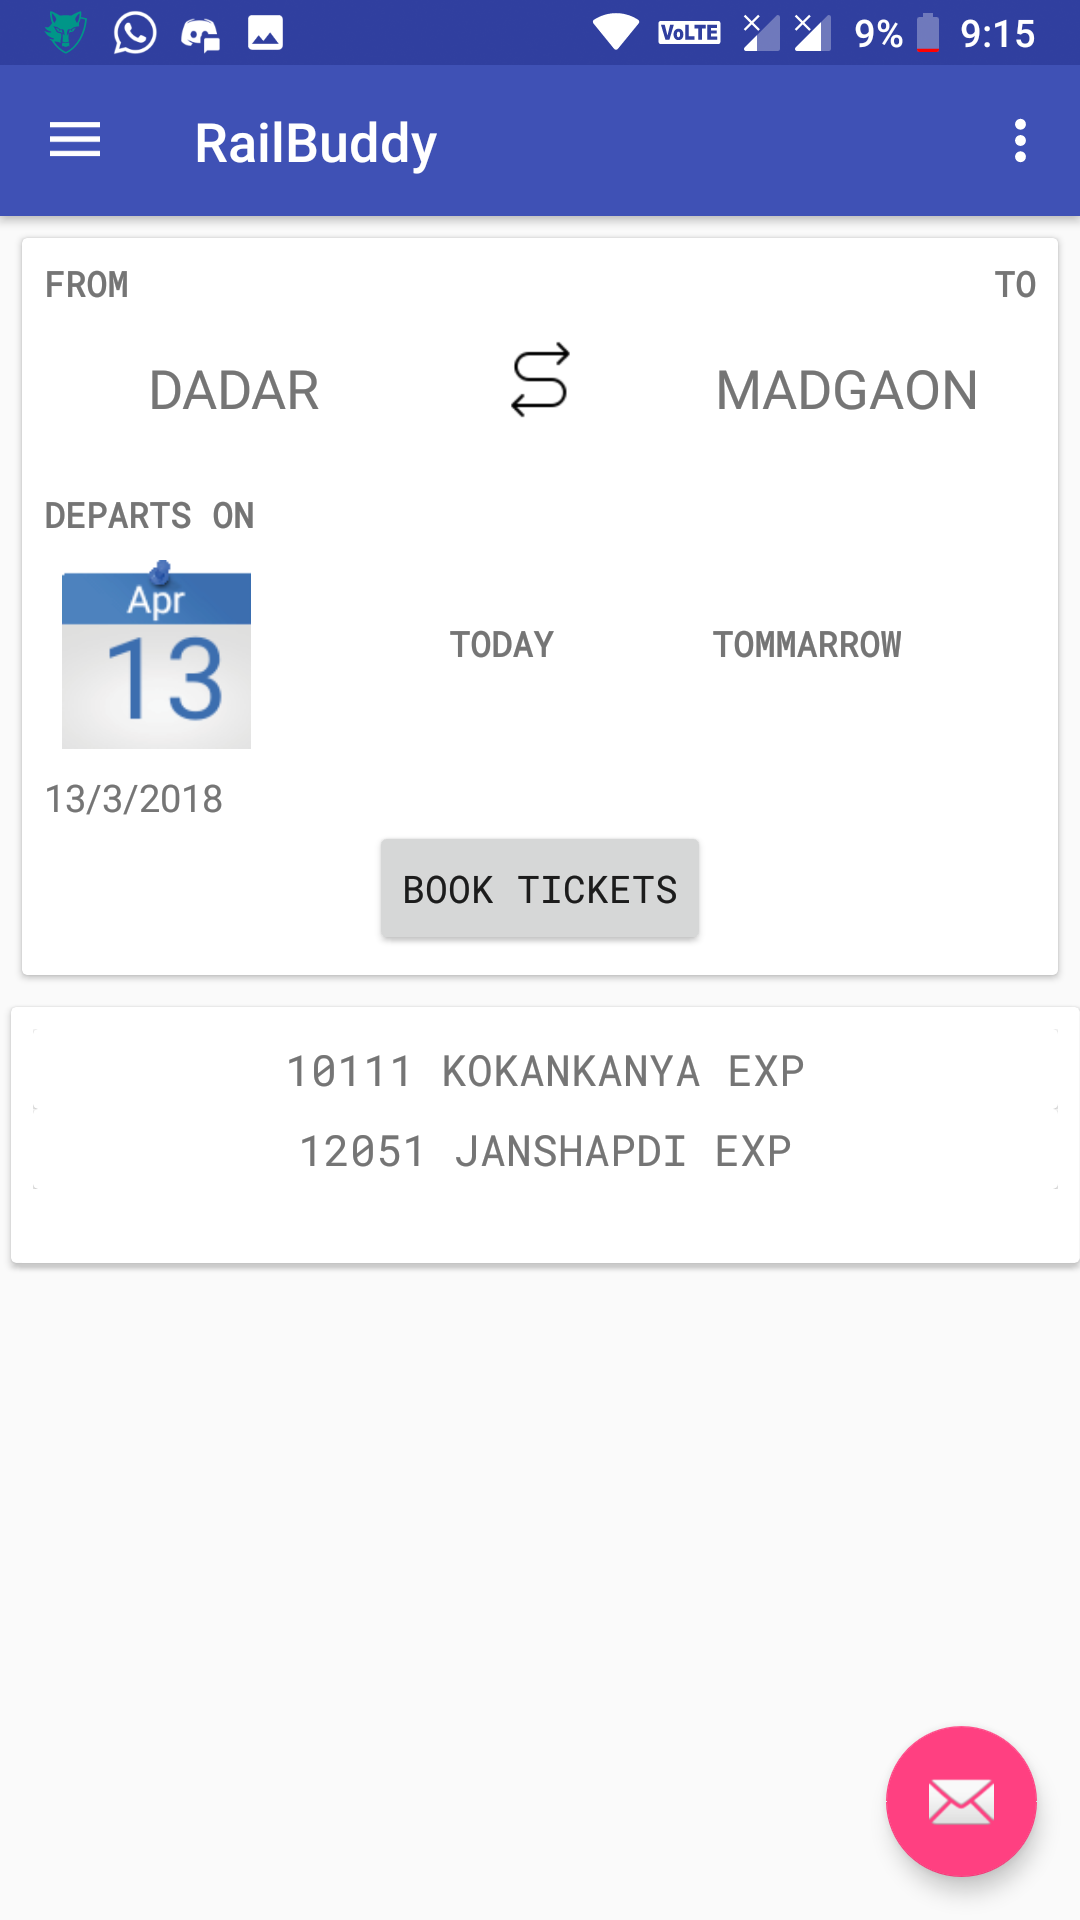 VoLTE 9% 9:15
RailBuddy
FROM TO
DADAR MADGAON
DEPARTS ON
Apr
13
TODAY TOMMARROW
13/3/2018
BOOK TICKETS
10111 KOKANKANYA EXP
12051 JANSHAPDI EXP